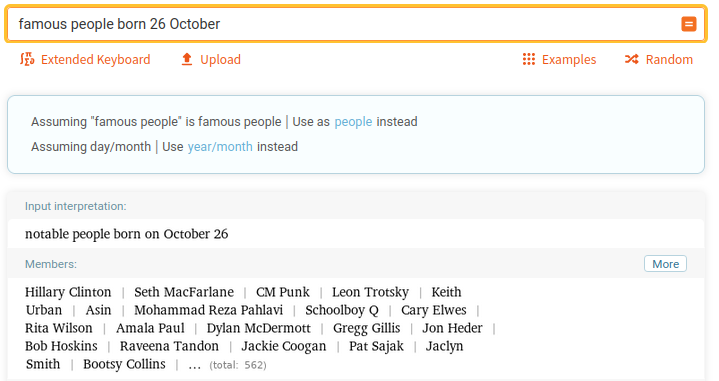 famous people born 26 October
Extended Keyboard Upload Examples Random
Assuming "famous people" is famous people | Use as people instead
Assuming day/month | Use year/month instead
Input interpretation:
notable people born on October 26
Members: More
Hillary Clinton | Seth MacFarlane | CM Punk | Leon Trotsky | Keith
Urban | Asin | Mohammad Reza Pahlavi | Schoolboy Q | Cary Elwes |
Rita Wilson | Amala Paul | Dylan McDermott | Gregg Gillis | Jon Heder |
Bob Hoskins | Raveena Tandon | Jackie Coogan | Pat Sajak | Jaclyn
Smith | Bootsy Collins | ... (total: 562)